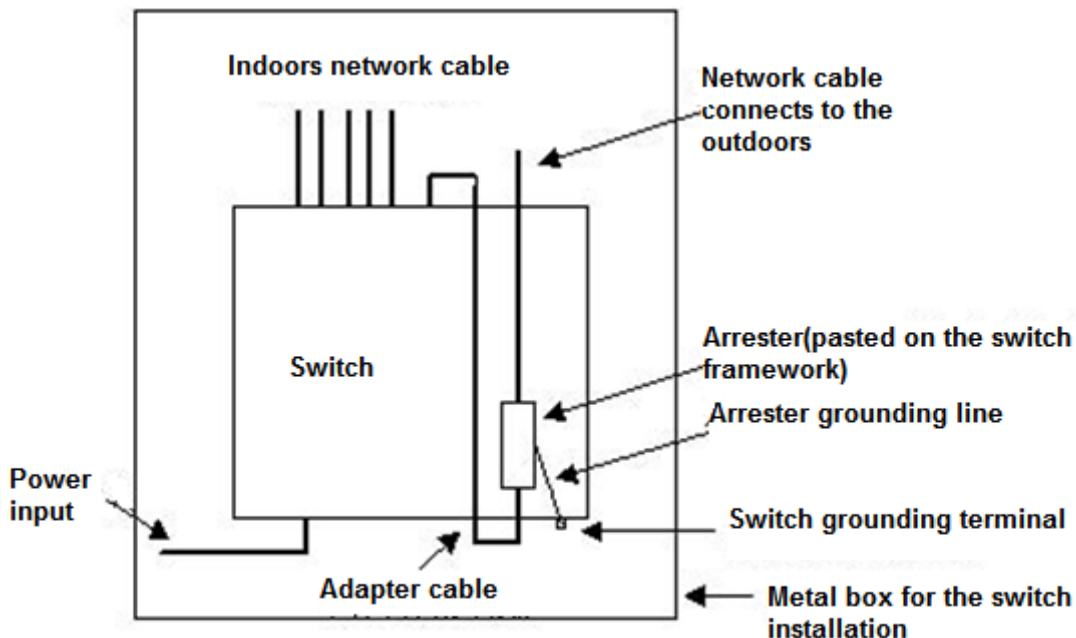 Indoors network cable
Network cable
connects to the
outdoors
Switch
Arrester(pasted on the switch
framework)
Arrester grounding line
Power
input
Switch grounding terminal
Adapter cable
Metal box for the switch
installation